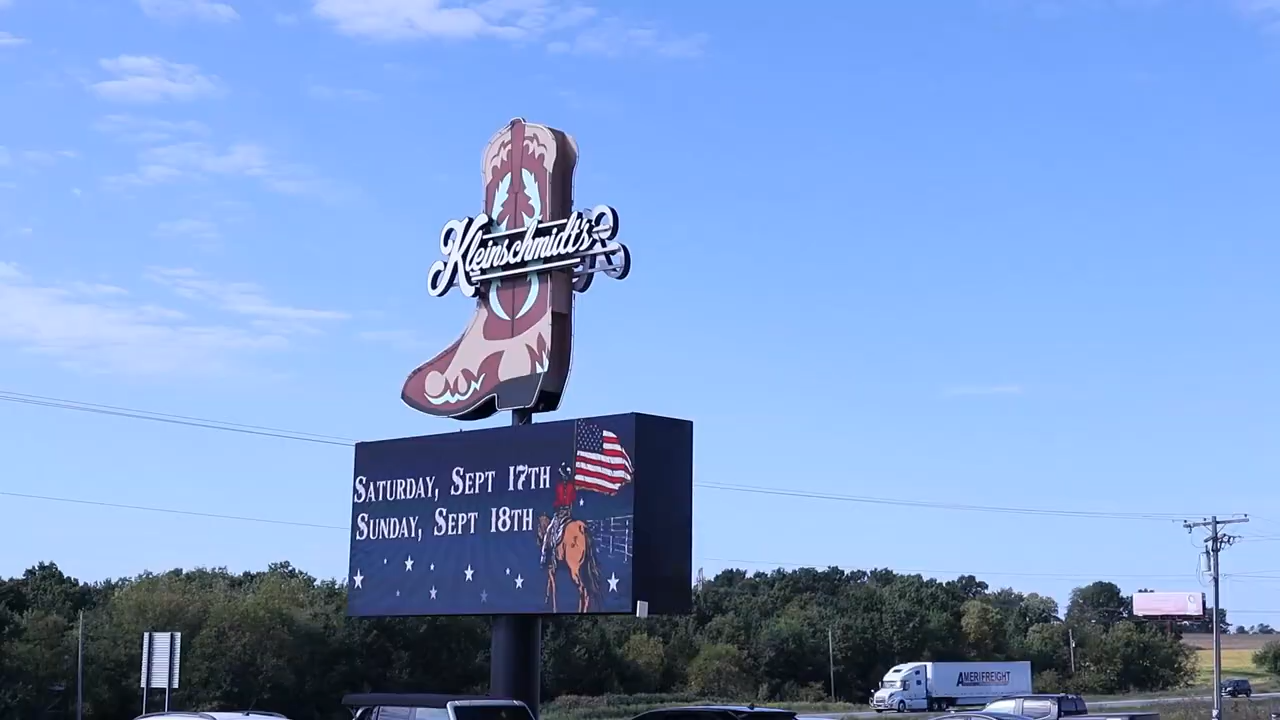 Kleinschmidt's
Saturday, Sept 17th
Sunday, Sept 18th
AMERIFREIGHT